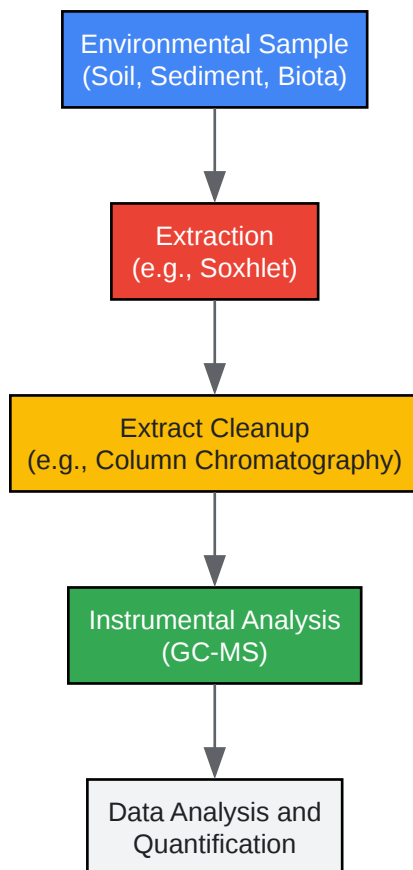 Environmental Sample
(Soil, Sediment, Biota)
Extraction
(e.g., Soxhlet)
Extract Cleanup
(e.g., Column Chromatography)
Instrumental Analysis
(GC-MS)
Data Analysis and
Quantification